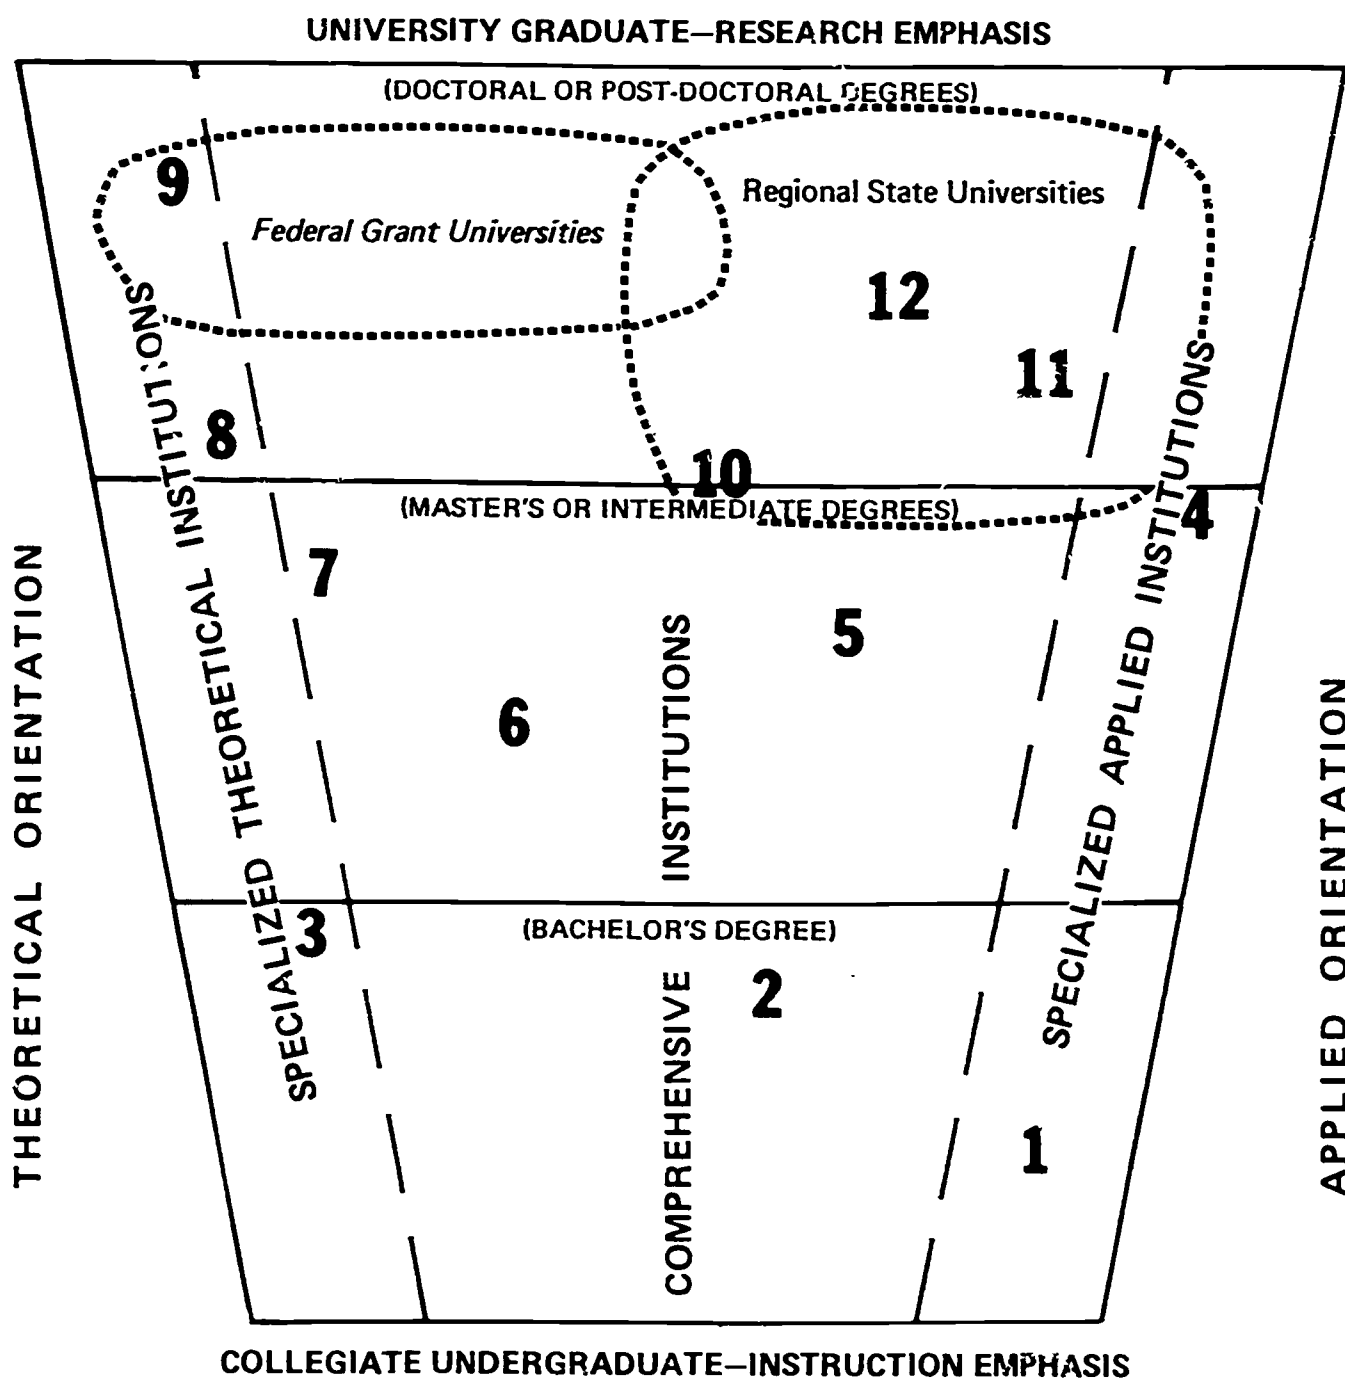 UNIVERSITY GRADUATE—RESEARCH EMPHASIS
(DOCTORAL OR POST-DOCTORAL DEGREES)
9
Regional State Universities
Federal Grant Universities
12
11
8
10
(MASTER'S OR INTERMEDIATE DEGREES)
4
7
5
6
3
(BACHELOR'S DEGREE)
2
1
THEORETICAL ORIENTATION
SPECIALIZED THEORETICAL INSTITUTIONS
COMPREHENSIVE INSTITUTIONS
SPECIALIZED APPLIED INSTITUTIONS
APPLIED ORIENTATION
COLLEGIATE UNDERGRADUATE—INSTRUCTION EMPHASIS